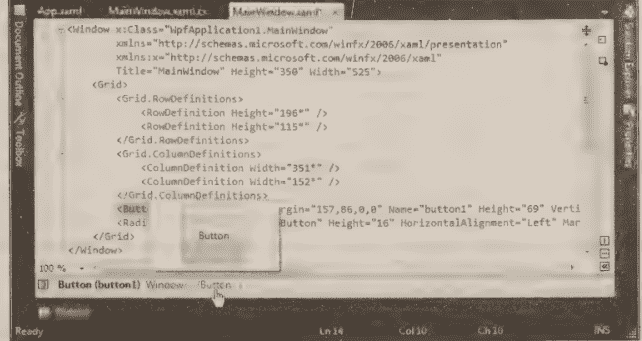 App.xaml MainWindow.xaml.cs MainWindow.xaml*
<Window x:Class="WpfApplication1.MainWindow"
xmlns="http://schemas.microsoft.com/winfx/2006/xaml/presentation"
xmlns:x="http://schemas.microsoft.com/winfx/2006/xaml"
Title="MainWindow" Height="350" Width="525">
<Grid>
<Grid.RowDefinitions>
<RowDefinition Height="196*" />
<RowDefinition Height="115*" />
</Grid.RowDefinitions>
<Grid.ColumnDefinitions>
<ColumnDefinition Width="351*" />
<ColumnDefinition Width="152*" />
</Grid.ColumnDefinitions>
<Butt rgin="157,86,0,0" Name="button1" Height="69" Verti
<Radi Button" Height="16" HorizontalAlignment="Left" Mar
Button
</Grid>
</Window>
100 %
Button (button1) Window Button
Ready Ln 14 Col 10 Ch 10 INS
Document Outline
Toolbox
Solution Explorer